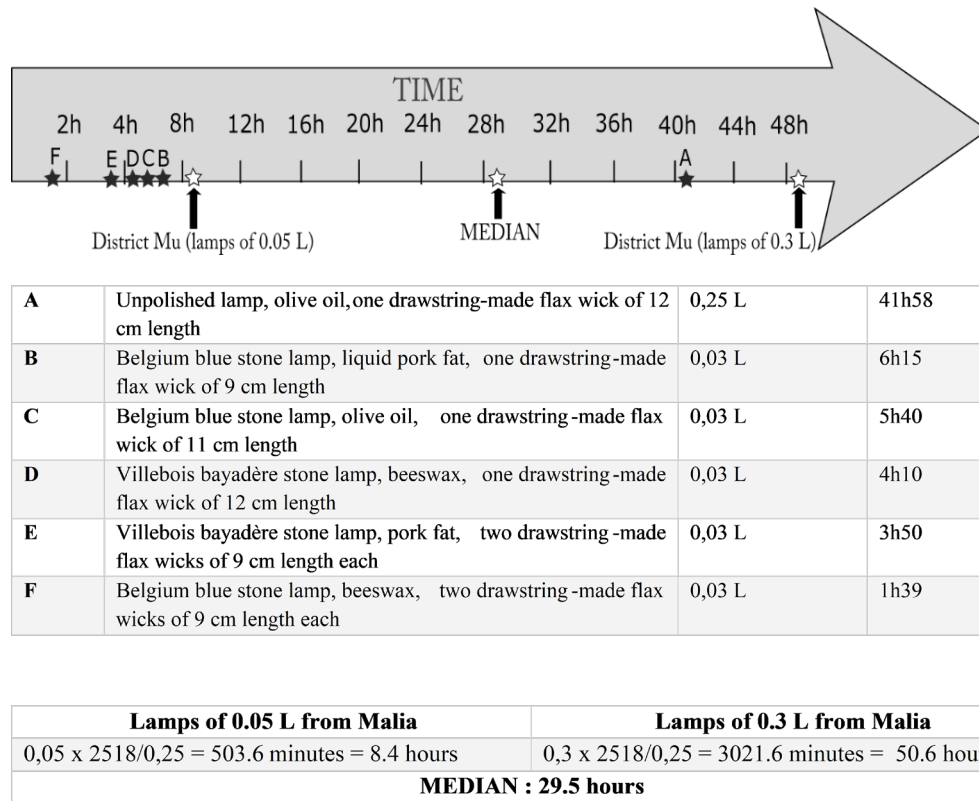 TIME
2h 4h 8h 12h 16h 20h 24h 28h 32h 36h 40h 44h 48h
F E D C B A
District Mu (lamps of 0.05 L) MEDIAN District Mu (lamps of 0.3 L)
A Unpolished lamp, olive oil, one drawstring-made flax wick of 12 0,25 L 41h58
cm length
B Belgium blue stone lamp, liquid pork fat, one drawstring-made 0,03 L 6h15
flax wick of 9 cm length
C Belgium blue stone lamp, olive oil, one drawstring-made flax 0,03 L 5h40
wick of 11 cm length
D Villebois bayadère stone lamp, beeswax, one drawstring-made 0,03 L 4h10
flax wick of 12 cm length
E Villebois bayadère stone lamp, pork fat, two drawstring-made 0,03 L 3h50
flax wicks of 9 cm length each
F Belgium blue stone lamp, beeswax, two drawstring-made flax 0,03 L 1h39
wicks of 9 cm length each
Lamps of 0.05 L from Malia Lamps of 0.3 L from Malia
0,05 x 2518/0,25 = 503.6 minutes = 8.4 hours 0,3 x 2518/0,25 = 3021.6 minutes = 50.6
MEDIAN : 29.5 hours